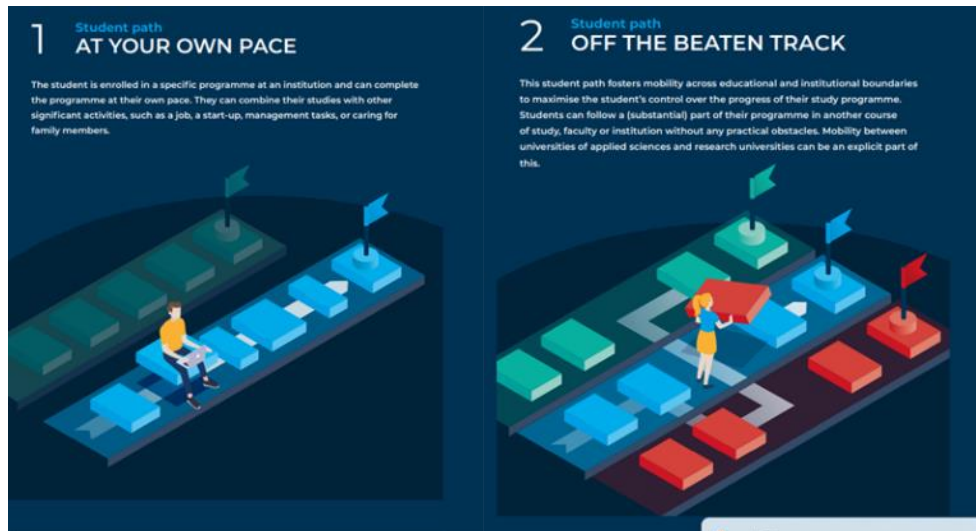 1
Student path
AT YOUR OWN PACE
The student is enrolled in a specific programme at an institution and can complete
the programme at their own pace. They can combine their studies with other
significant activities, such as a job, a start-up, management tasks, or caring for
family members.
2
Student path
OFF THE BEATEN TRACK
This student path fosters mobility across educational and institutional boundaries
to maximise the student's control over the progress of their study programme.
Students can follow a (substantial) part of their programme in another course
of study, faculty or institution without any practical obstacles. Mobility between
universities of applied sciences and research universities can be an explicit part of
this.